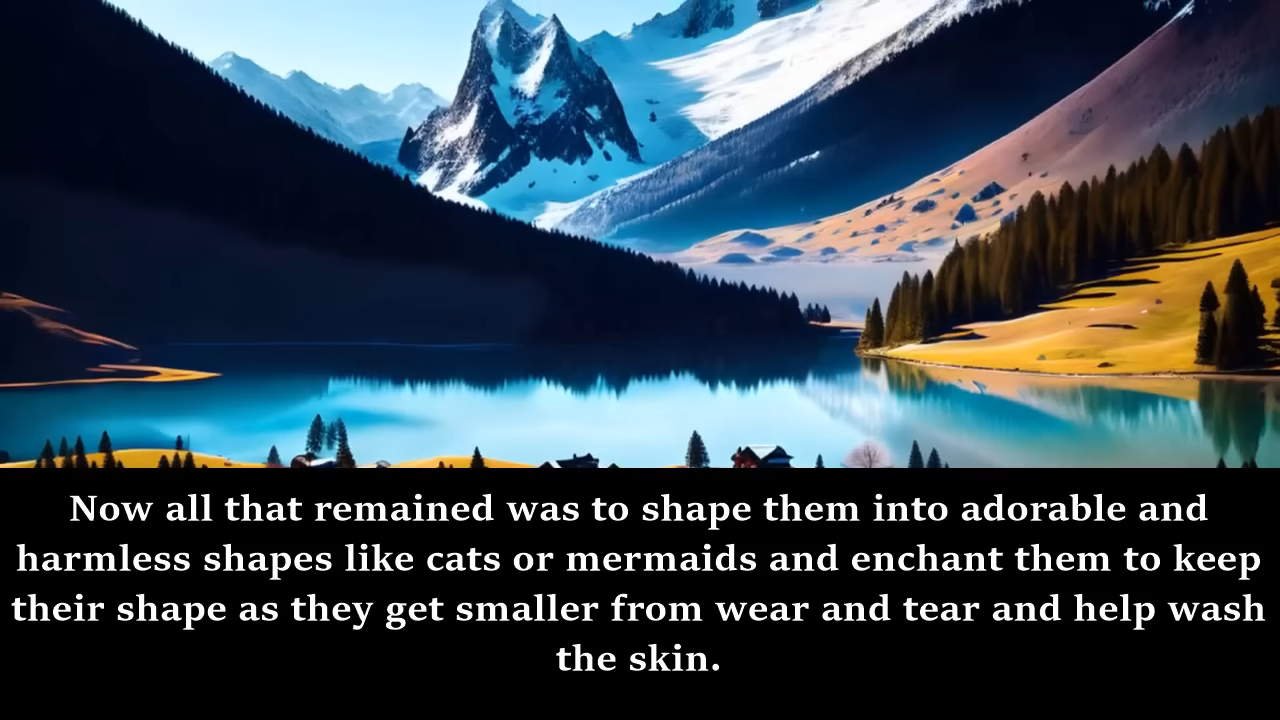 Now all that remained was to shape them into adorable and
harmless shapes like cats or mermaids and enchant them to keep
their shape as they get smaller from wear and tear and help wash
the skin.